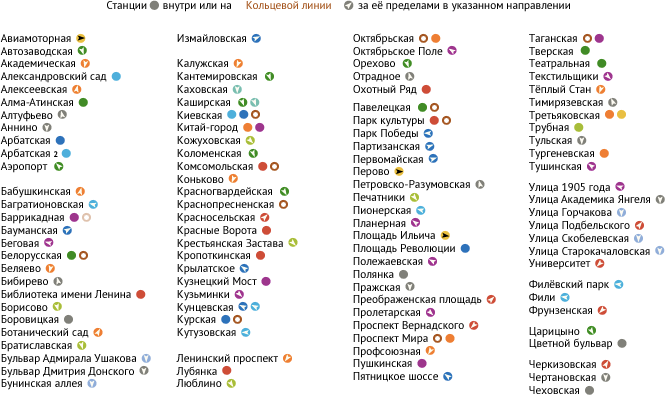 Станции внутри или на Кольцевой линии за её пределами в указанном направлении
Авиамоторная
Автозаводская
Академическая
Александровский сад
Алексеевская
Алма-Атинская
Алтуфьево
Аннино
Арбатская
Арбатская 2
Аэропорт
Бабушкинская
Багратионовская
Баррикадная
Бауманская
Беговая
Белорусская
Беляево
Бибирево
Библиотека имени Ленина
Борисово
Боровицкая
Ботанический сад
Братиславская
Бульвар Адмирала Ушакова
Бульвар Дмитрия Донского
Бунинская аллея
Измайловская
Калужская
Кантемировская
Каховская
Каширская
Киевская
Китай-город
Кожуховская
Коломенская
Комсомольская
Коньково
Красногвардейская
Краснопресненская
Красносельская
Красные Ворота
Крестьянская Застава
Кропоткинская
Крылатское
Кузнецкий Мост
Кузьминки
Кунцевская
Курская
Кутузовская
Ленинский проспект
Лубянка
Люблино
Октябрьская
Октябрьское Поле
Орехово
Отрадное
Охотный Ряд
Павелецкая
Парк культуры
Парк Победы
Партизанская
Первомайская
Перово
Петровско-Разумовская
Печатники
Пионерская
Планерная
Площадь Ильича
Площадь Революции
Полежаевская
Полянка
Пражская
Преображенская площадь
Пролетарская
Проспект Вернадского
Проспект Мира
Профсоюзная
Пушкинская
Пятницкое шоссе
Таганская
Тверская
Театральная
Текстильщики
Тёплый Стан
Тимирязевская
Третьяковская
Трубная
Тульская
Тургеневская
Тушинская
Улица 1905 года
Улица Академика Янгеля
Улица Горчакова
Улица Подбельского
Улица Скобелевская
Улица Старокачаловская
Университет
Филёвский парк
Фили
Фрунзенская
Царицыно
Цветной бульвар
Черкизовская
Чертановская
Чеховская